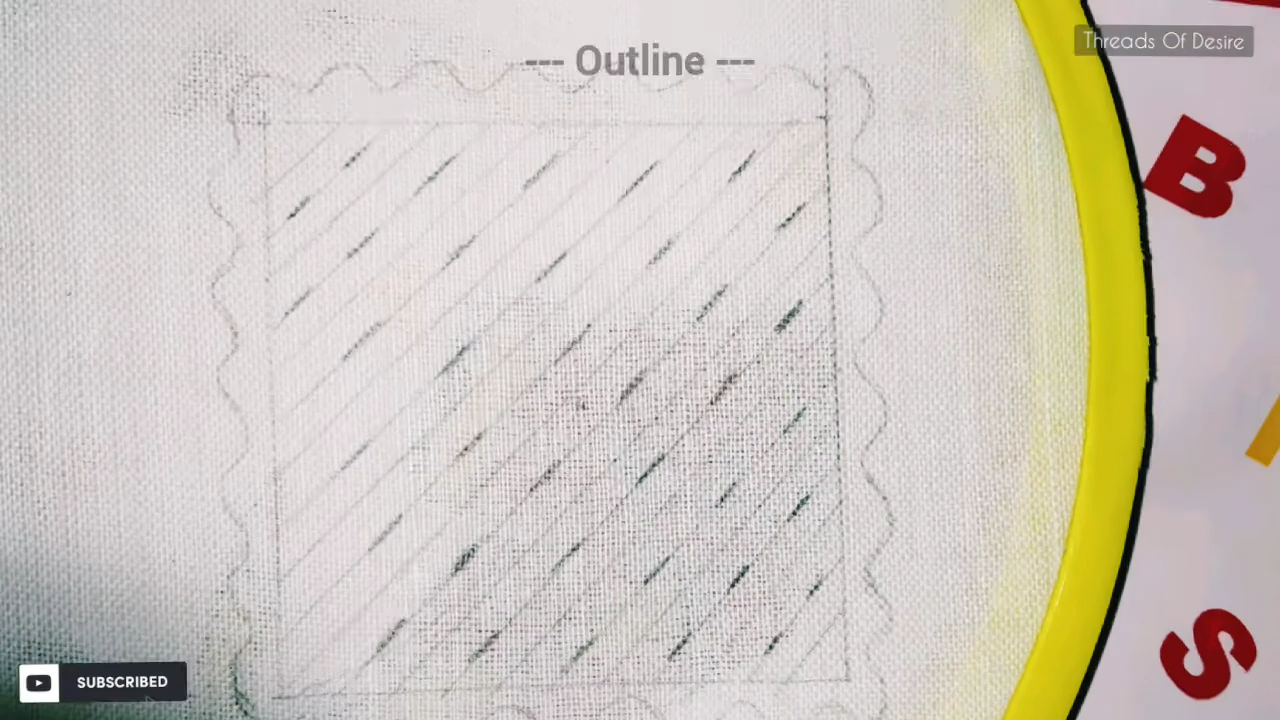 --- Outline ---
Threads Of Desire
B
S
SUBSCRIBED